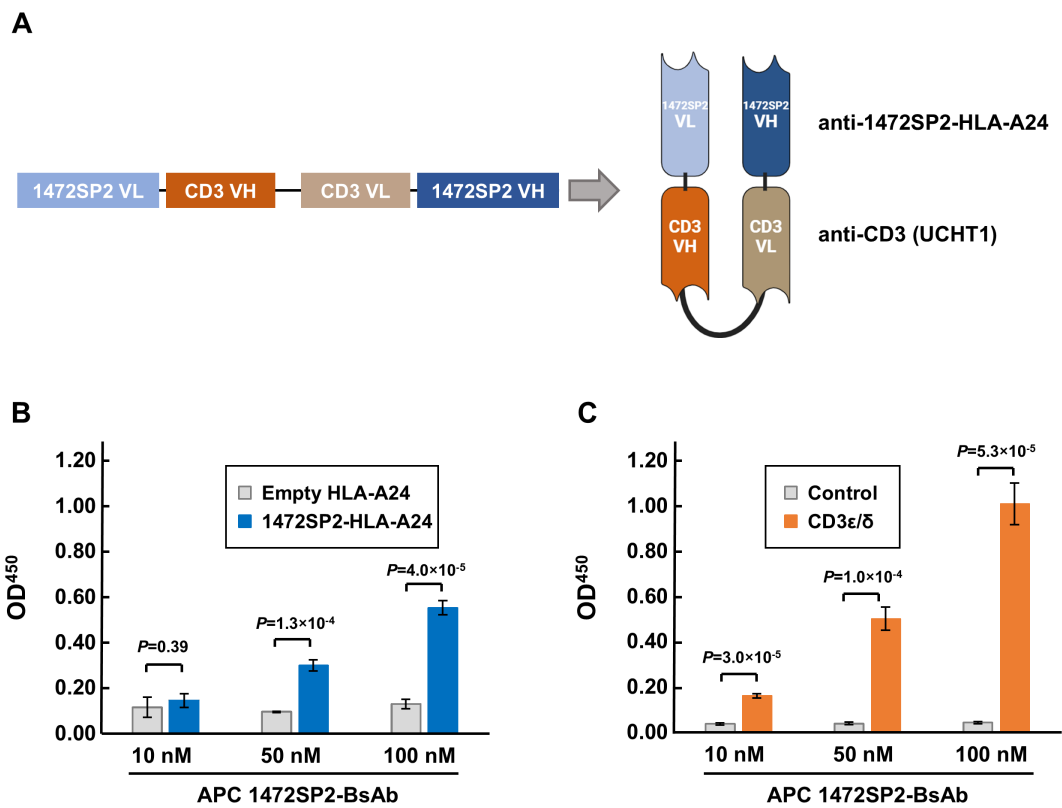 A
1472SP2 VL
CD3 VH
CD3 VL
1472SP2 VH
1472SP2
VL
1472SP2
VH
anti-1472SP2-HLA-A24
CD3
VH
CD3
VL
anti-CD3 (UCHT1)
B
OD450
1.20
1.00
0.80
0.60
0.40
0.20
0.00
Empty HLA-A24
1472SP2-HLA-A24
P=0.39
P=1.3×10-4
P=4.0×10-5
10 nM
50 nM
100 nM
APC 1472SP2-BsAb
C
OD450
1.20
1.00
0.80
0.60
0.40
0.20
0.00
Control
CD3ε/δ
P=3.0×10-5
P=1.0×10-4
P=5.3×10-5
10 nM
50 nM
100 nM
APC 1472SP2-BsAb